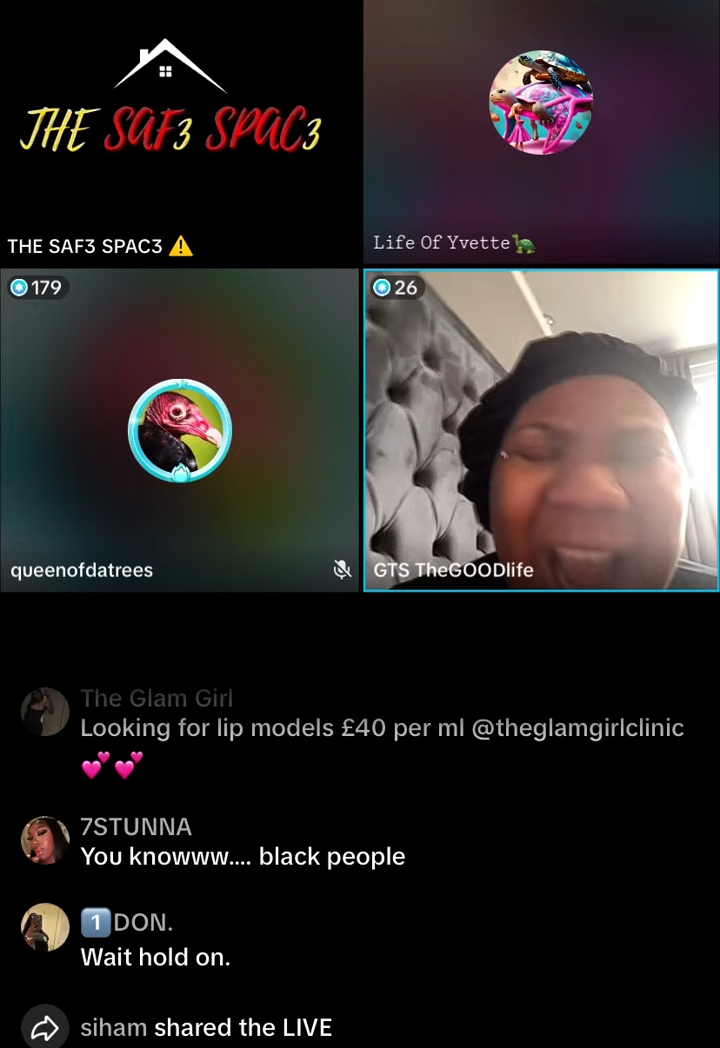 THE SAF3 SPAC3
THE SAF3 SPAC3 ⚠️
Life Of Yvette🐢
179
26
queenofdatrees
GTS TheGOODlife
The Glam Girl
Looking for lip models £40 per ml @theglamgirlclinic
💕💕
7STUNNA
You knowww.... black people
1️⃣DON.
Wait hold on.
siham shared the LIVE